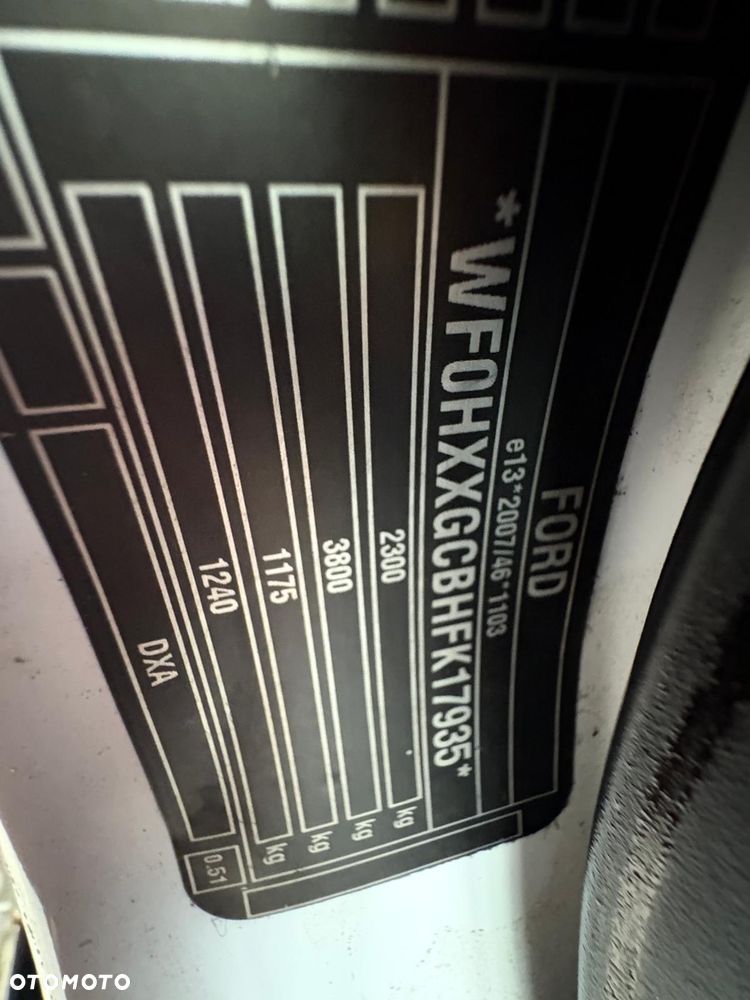 FORD
e13*2007/46*1103
*WF0HXXGCBHFK17935*
2300 kg
3800 kg
1175 kg
1240 kg
DXA 0.51
OTOMOTO